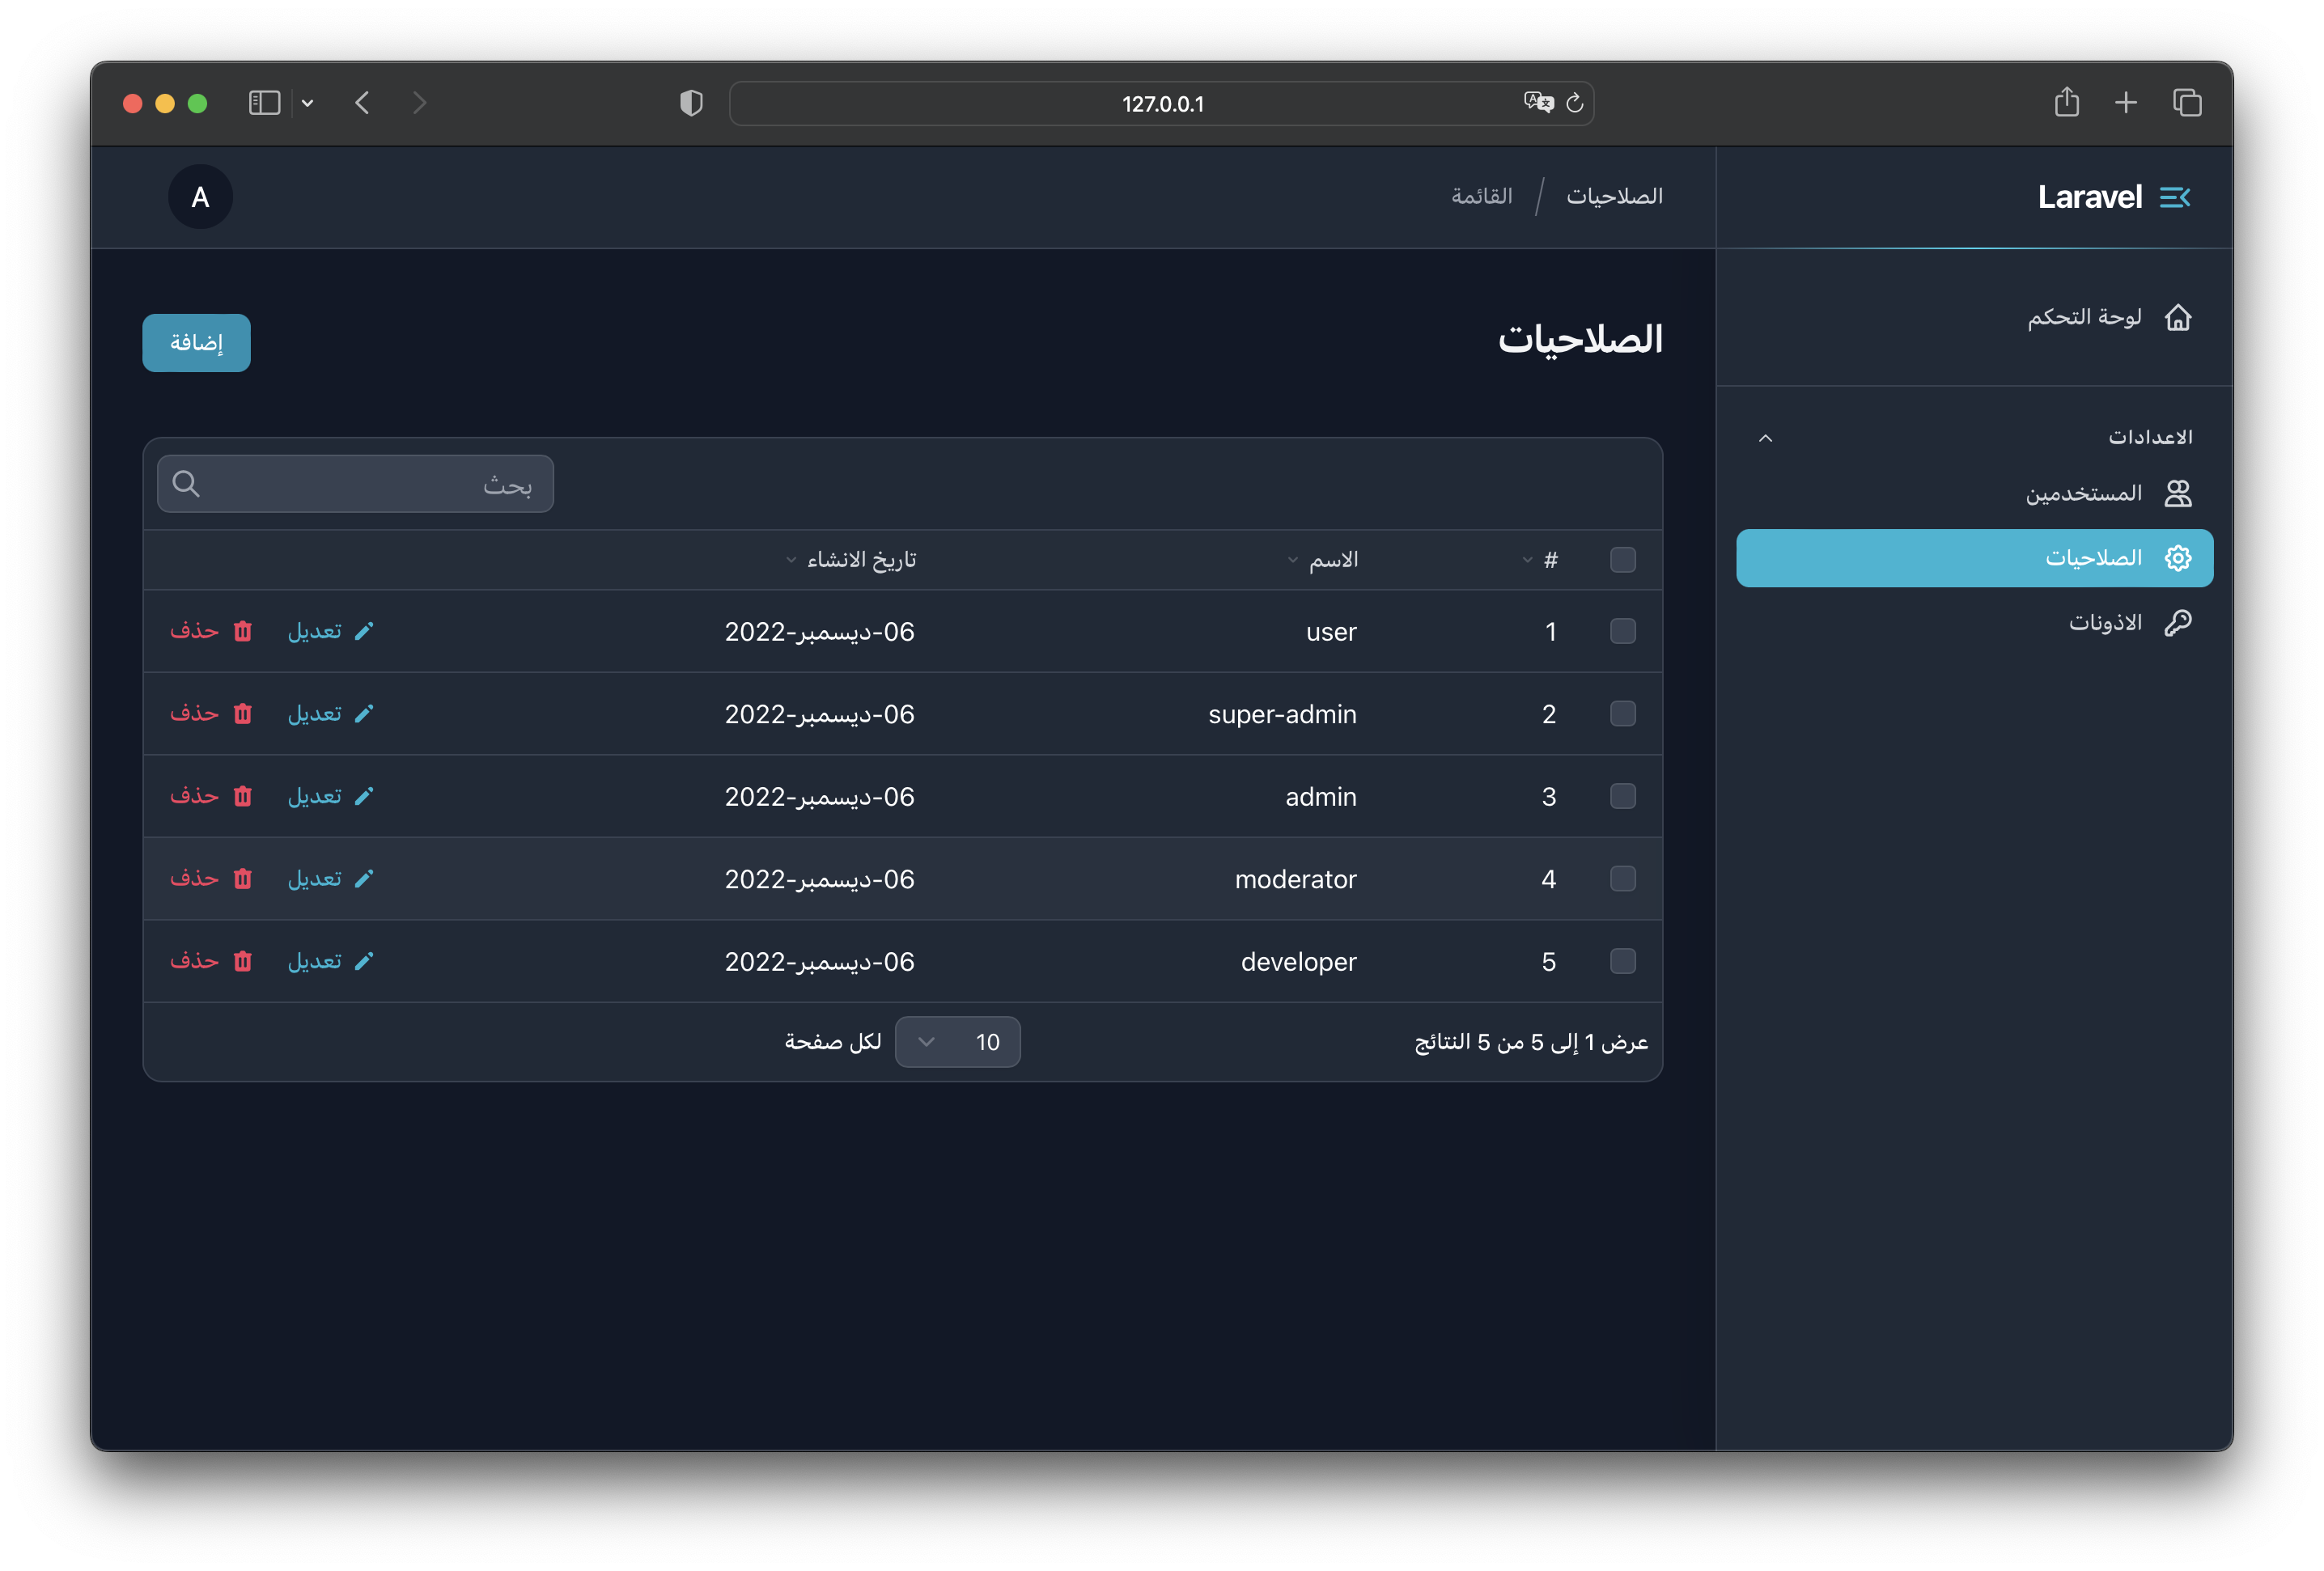 127.0.0.1
Laravel
الصلاحيات / القائمة
A
لوحة التحكم
الاعدادات
المستخدمين
الصلاحيات
الاذونات
الصلاحيات
إضافة
بحث
# الاسم تاريخ الانشاء
1 user 06-ديسمبر-2022 تعديل حذف
2 super-admin 06-ديسمبر-2022 تعديل حذف
3 admin 06-ديسمبر-2022 تعديل حذف
4 moderator 06-ديسمبر-2022 تعديل حذف
5 developer 06-ديسمبر-2022 تعديل حذف
عرض 1 إلى 5 من 5 النتائج 10 لكل صفحة